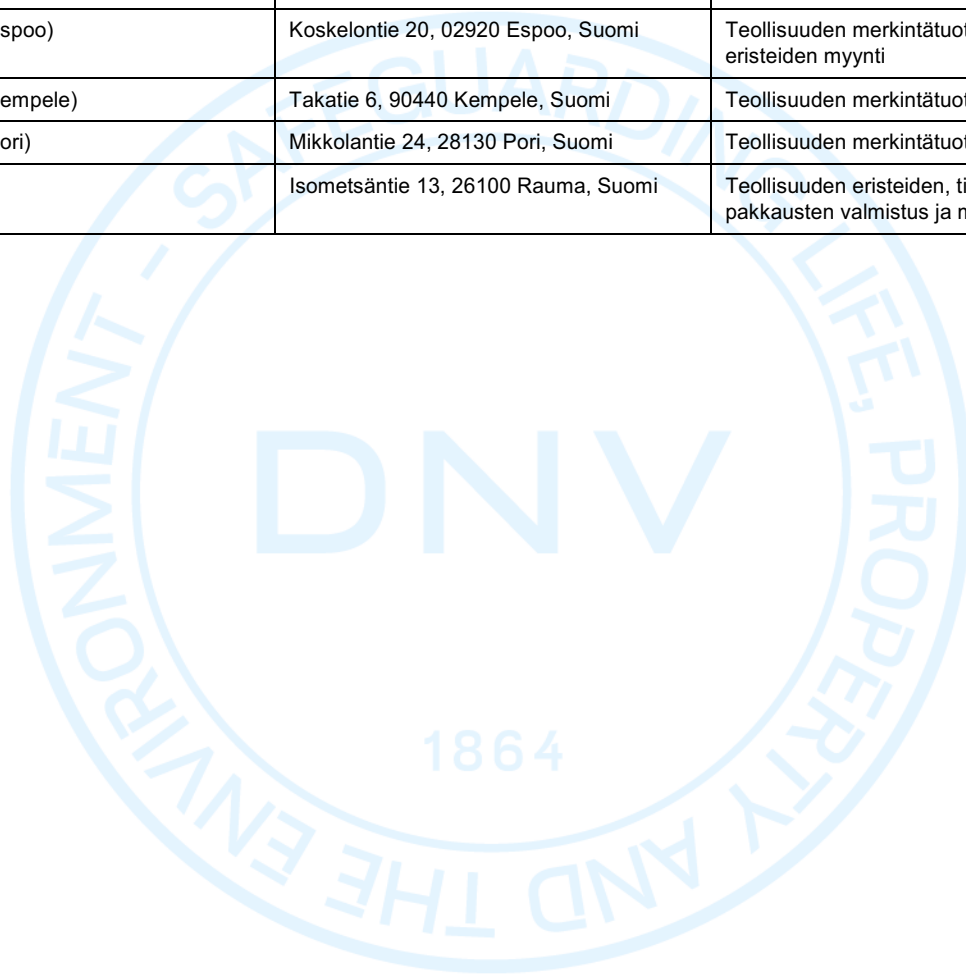 spoo) Koskelontie 20, 02920 Espoo, Suomi Teollisuuden merkintätuot
eristeiden myynti
empele) Takatie 6, 90440 Kempele, Suomi Teollisuuden merkintätuot
ori) Mikkolantie 24, 28130 Pori, Suomi Teollisuuden merkintätuot
Isometsäntie 13, 26100 Rauma, Suomi Teollisuuden eristeiden, ti
pakkausten valmistus ja m
SAFEGUARDING LIFE, PROPERTY AND THE ENVIRONMENT -
DNV
1864